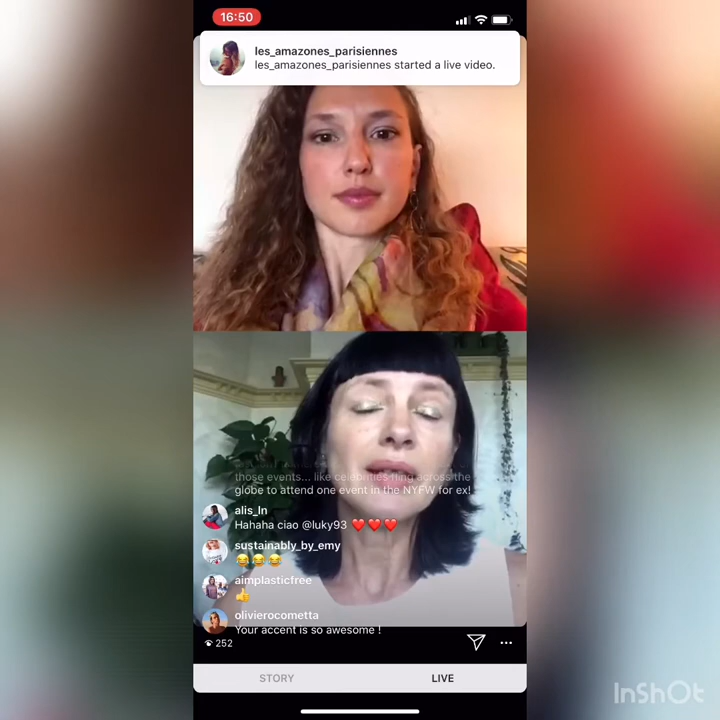 16:50
les_amazones_parisiennes
les_amazones_parisiennes started a live video.
those events... like celebrities fling across the
globe to attend one event in the NYFW for ex!
alis_ln
Hahaha ciao @luky93 ❤️❤️❤️
sustainably_by_emy
😂😂😂
aimplasticfree
👍
olivierocometta
Your accent is so awesome !
252
STORY
LIVE
InShOt